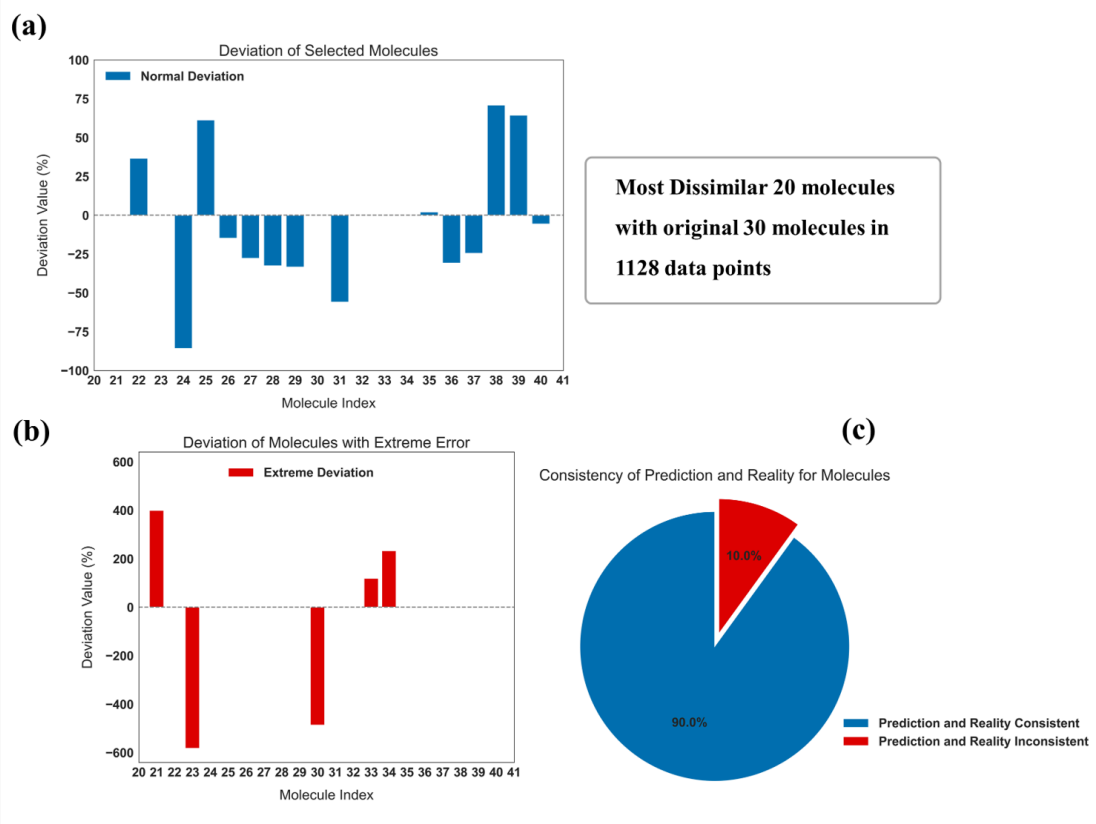 (a)
Deviation of Selected Molecules
Normal Deviation
Deviation Value (%)
100
75
50
25
0
−25
−50
−75
−100
20 21 22 23 24 25 26 27 28 29 30 31 32 33 34 35 36 37 38 39 40 41
Molecule Index
Most Dissimilar 20 molecules
with original 30 molecules in
1128 data points
(b)
Deviation of Molecules with Extreme Error
Extreme Deviation
Deviation Value (%)
600
400
200
0
−200
−400
−600
20 21 22 23 24 25 26 27 28 29 30 31 32 33 34 35 36 37 38 39 40 41
Molecule Index
(c)
Consistency of Prediction and Reality for Molecules
10.0%
90.0%
Prediction and Reality Consistent
Prediction and Reality Inconsistent